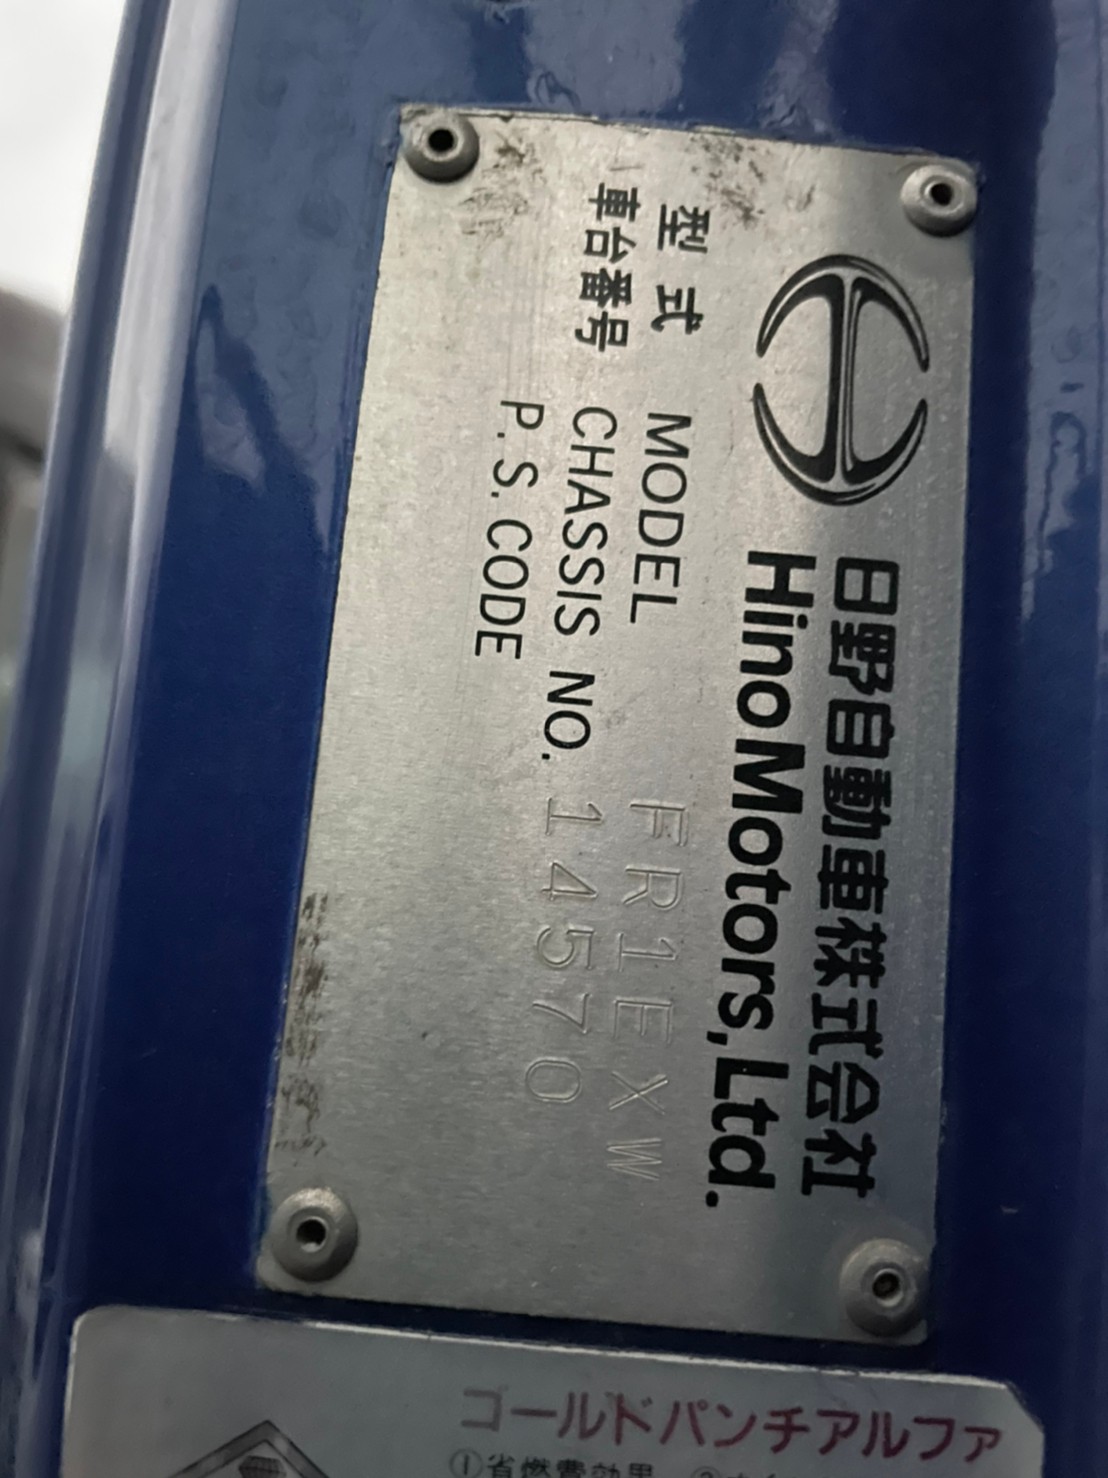 日野自動車株式会社
Hino Motors, Ltd.
型式 MODEL FR1EXW
車台番号 CHASSIS NO. 14570
P. S. CODE
ゴールドパンチアルファ
①省燃費効果